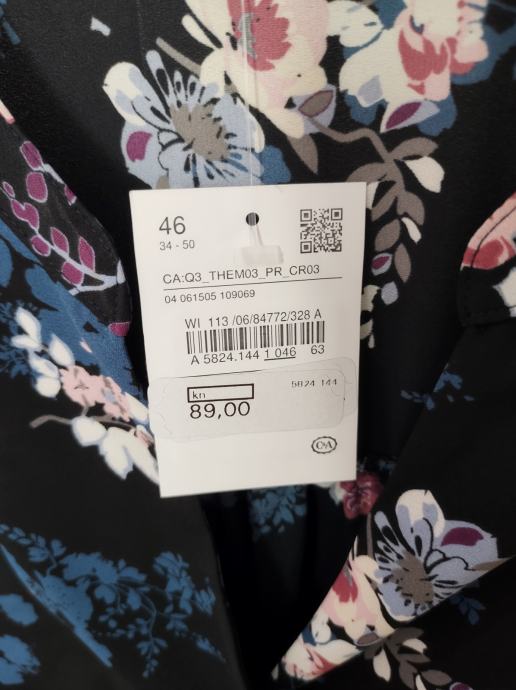 46
34 - 50
CA:Q3_THEM03_PR_CR03
04 061505 109069
WI 113 /06/84772/328 A
A 5824.144 1 046 63
kn 5824 144
89,00
C&A